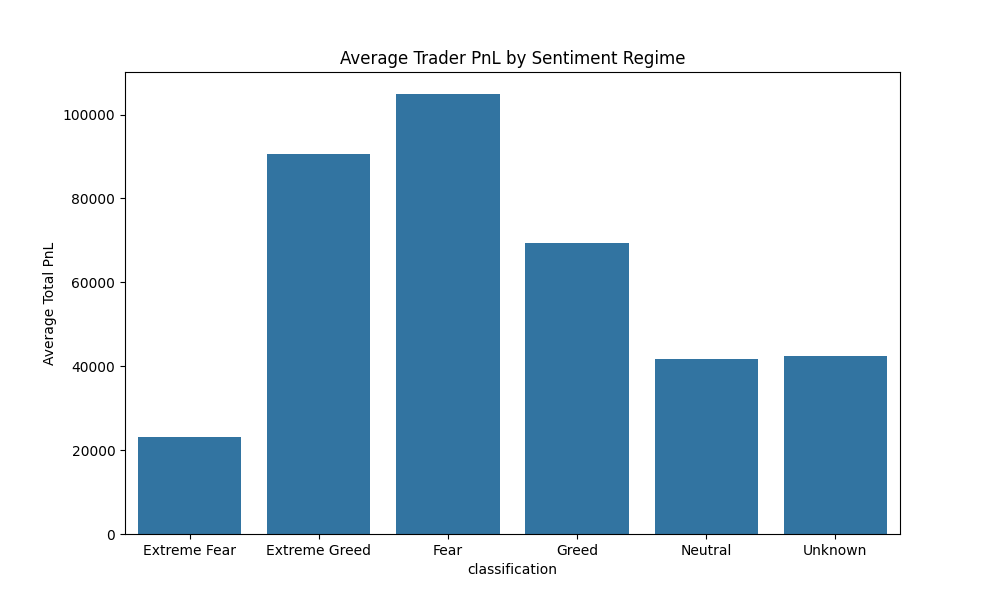 Average Trader PnL by Sentiment Regime
Average Total PnL
100000
80000
60000
40000
20000
0
Extreme Fear Extreme Greed Fear Greed Neutral Unknown
classification